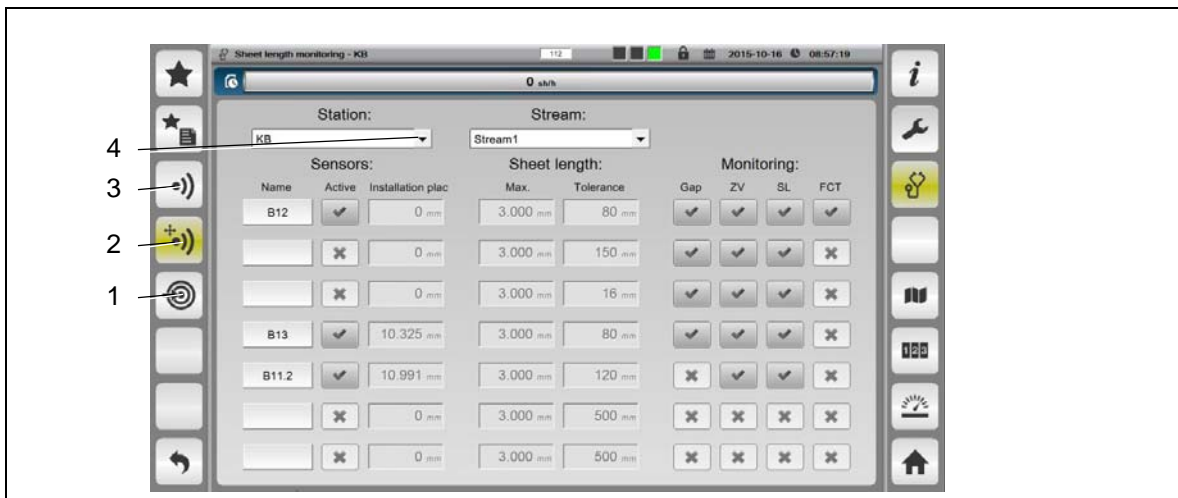 Sheet length monitoring - KB 112 2015-10-16 08:57:19
0 sh/h
Station: Stream:
4
KB Stream1
3
Sensors: Sheet length: Monitoring:
Name Active Installation plac Max. Tolerance Gap ZV SL FCT
B12 0 mm 3.000 mm 80 mm
2
0 mm 3.000 mm 150 mm
1
0 mm 3.000 mm 16 mm
B13 10.325 mm 3.000 mm 80 mm
123
B11.2 10.991 mm 3.000 mm 120 mm
0 mm 3.000 mm 500 mm
0 mm 3.000 mm 500 mm
i